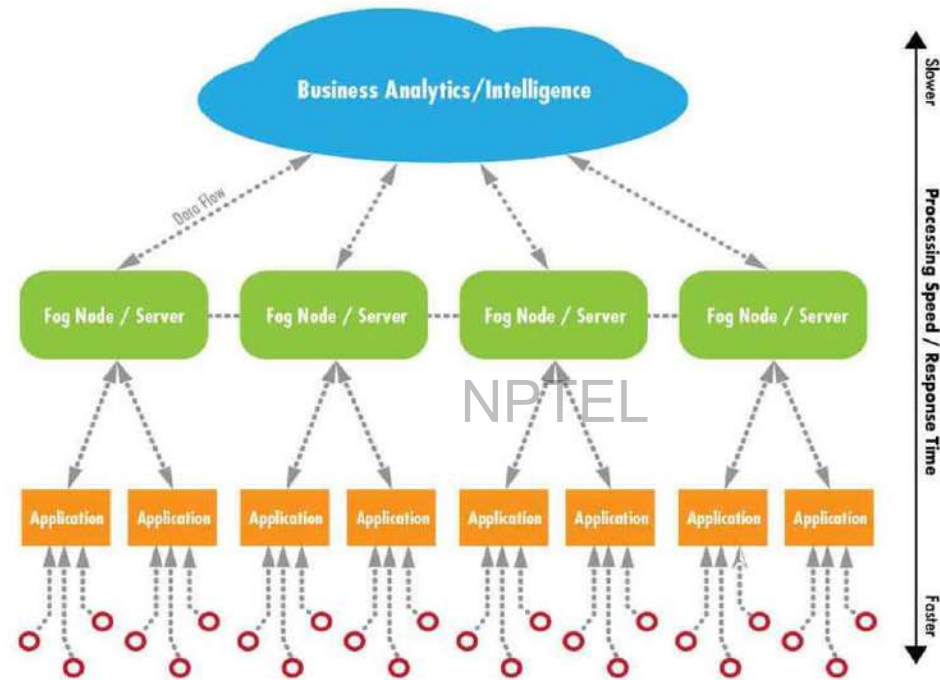 Business Analytics/Intelligence
Slower
Data Flow
Processing Speed / Response Time
Fog Node / Server
Fog Node / Server
Fog Node / Server
Fog Node / Server
NPTEL
Application
Application
Application
Application
Application
Application
Application
Application
Faster